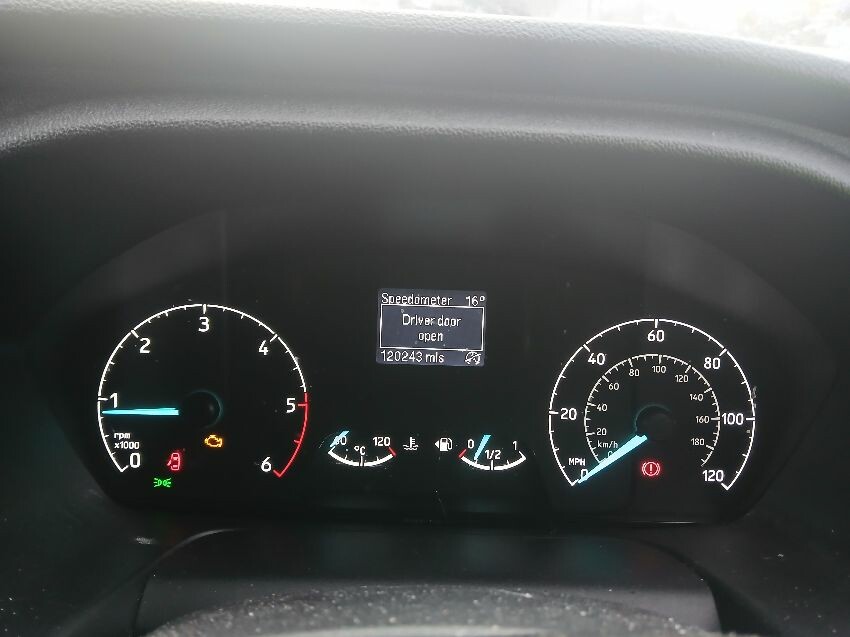 Speedometer 16°
Driver door
open
120243 mls
0 1 2 3 4 5 6
rpm
x1000
120
°C
0 1/2 1
0 20 40 60 80 100 120
MPH
20 40 60 80 100 120 140 160 180
km/h